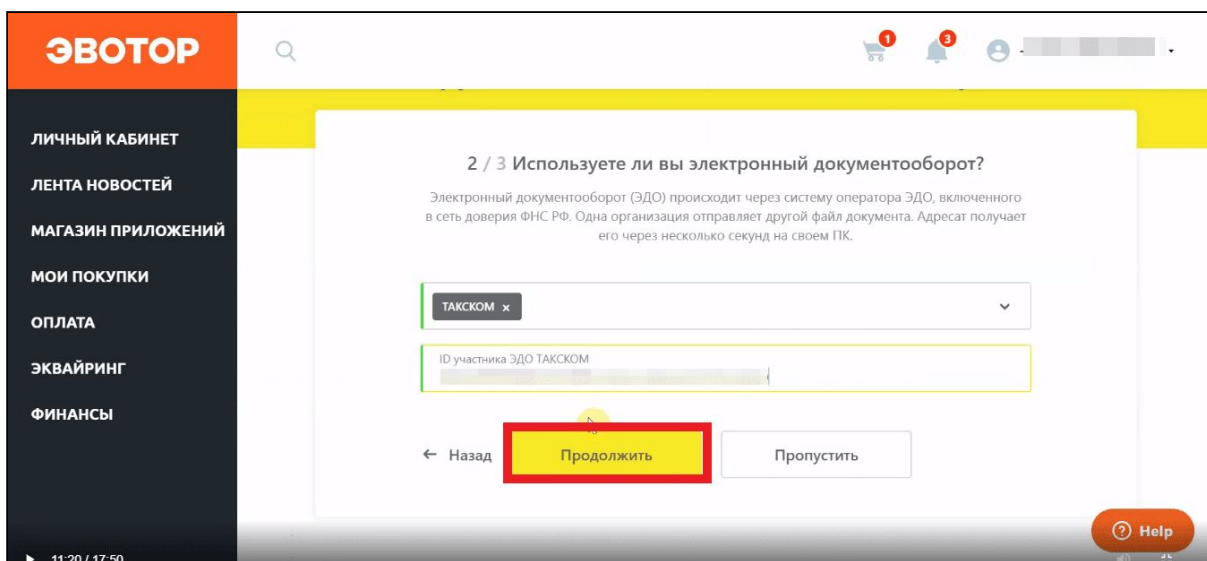 ЭВОТОР
1
3
ЛИЧНЫЙ КАБИНЕТ
ЛЕНТА НОВОСТЕЙ
МАГАЗИН ПРИЛОЖЕНИЙ
МОИ ПОКУПКИ
ОПЛАТА
ЭКВАЙРИНГ
ФИНАНСЫ
2 / 3 Используете ли вы электронный документооборот?
Электронный документооборот (ЭДО) происходит через систему оператора ЭДО, включенного
в сеть доверия ФНС РФ. Одна организация отправляет другой файл документа. Адресат получает
его через несколько секунд на своем ПК.
ТАКСКОМ x
ID участника ЭДО ТАКСКОМ
← Назад
Продолжить
Пропустить
? Help
11:20 / 17:50